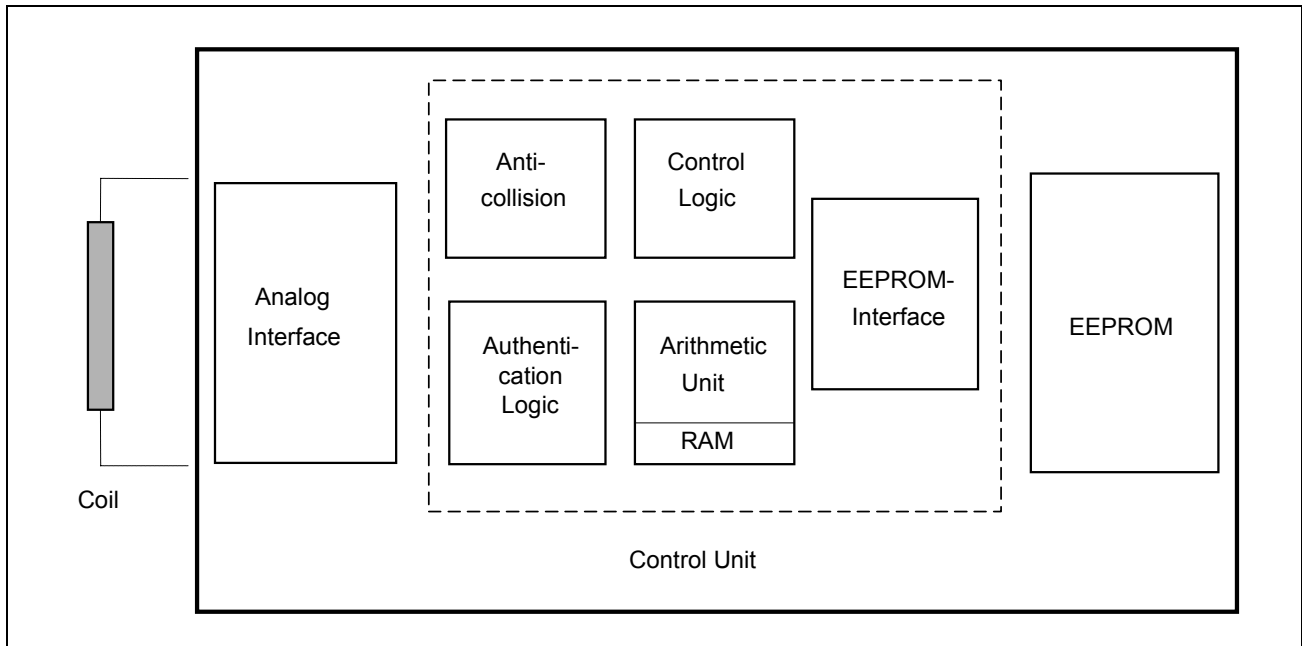 Anti-
collision
Control
Logic
Analog
Interface
Authenti-
cation
Logic
Arithmetic
Unit
RAM
EEPROM-
Interface
EEPROM
Coil
Control Unit